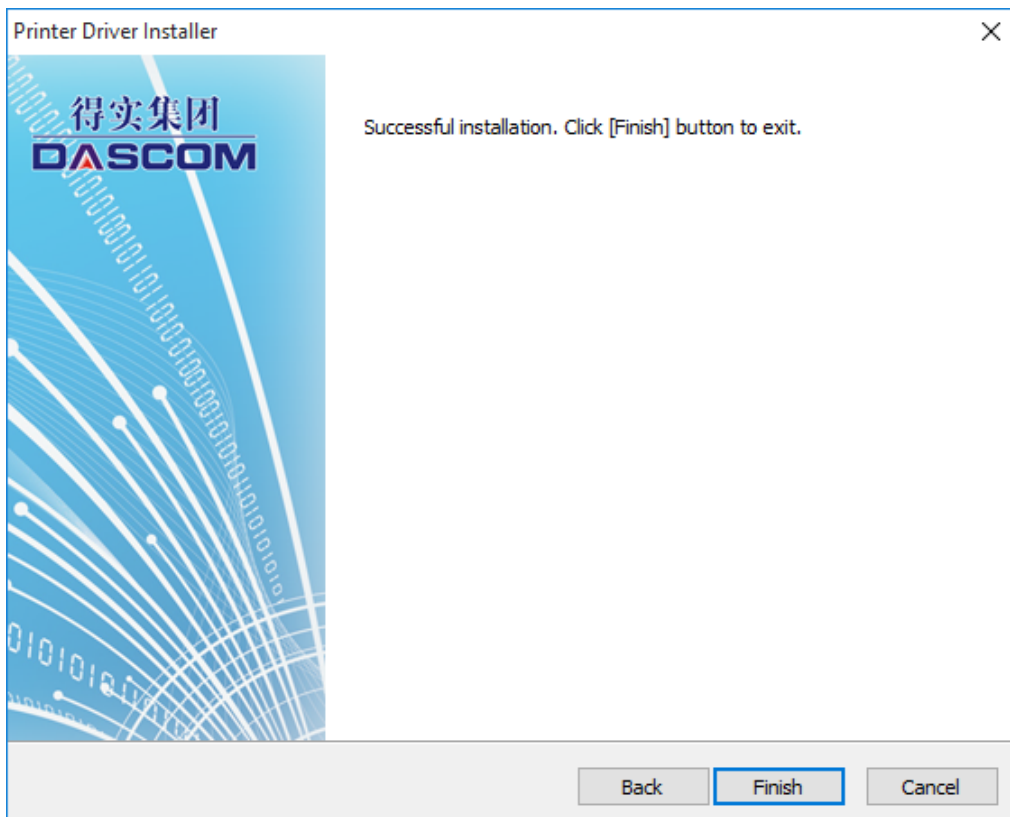 Printer Driver Installer
得实集团
DASCOM
Successful installation. Click [Finish] button to exit.
Back
Finish
Cancel